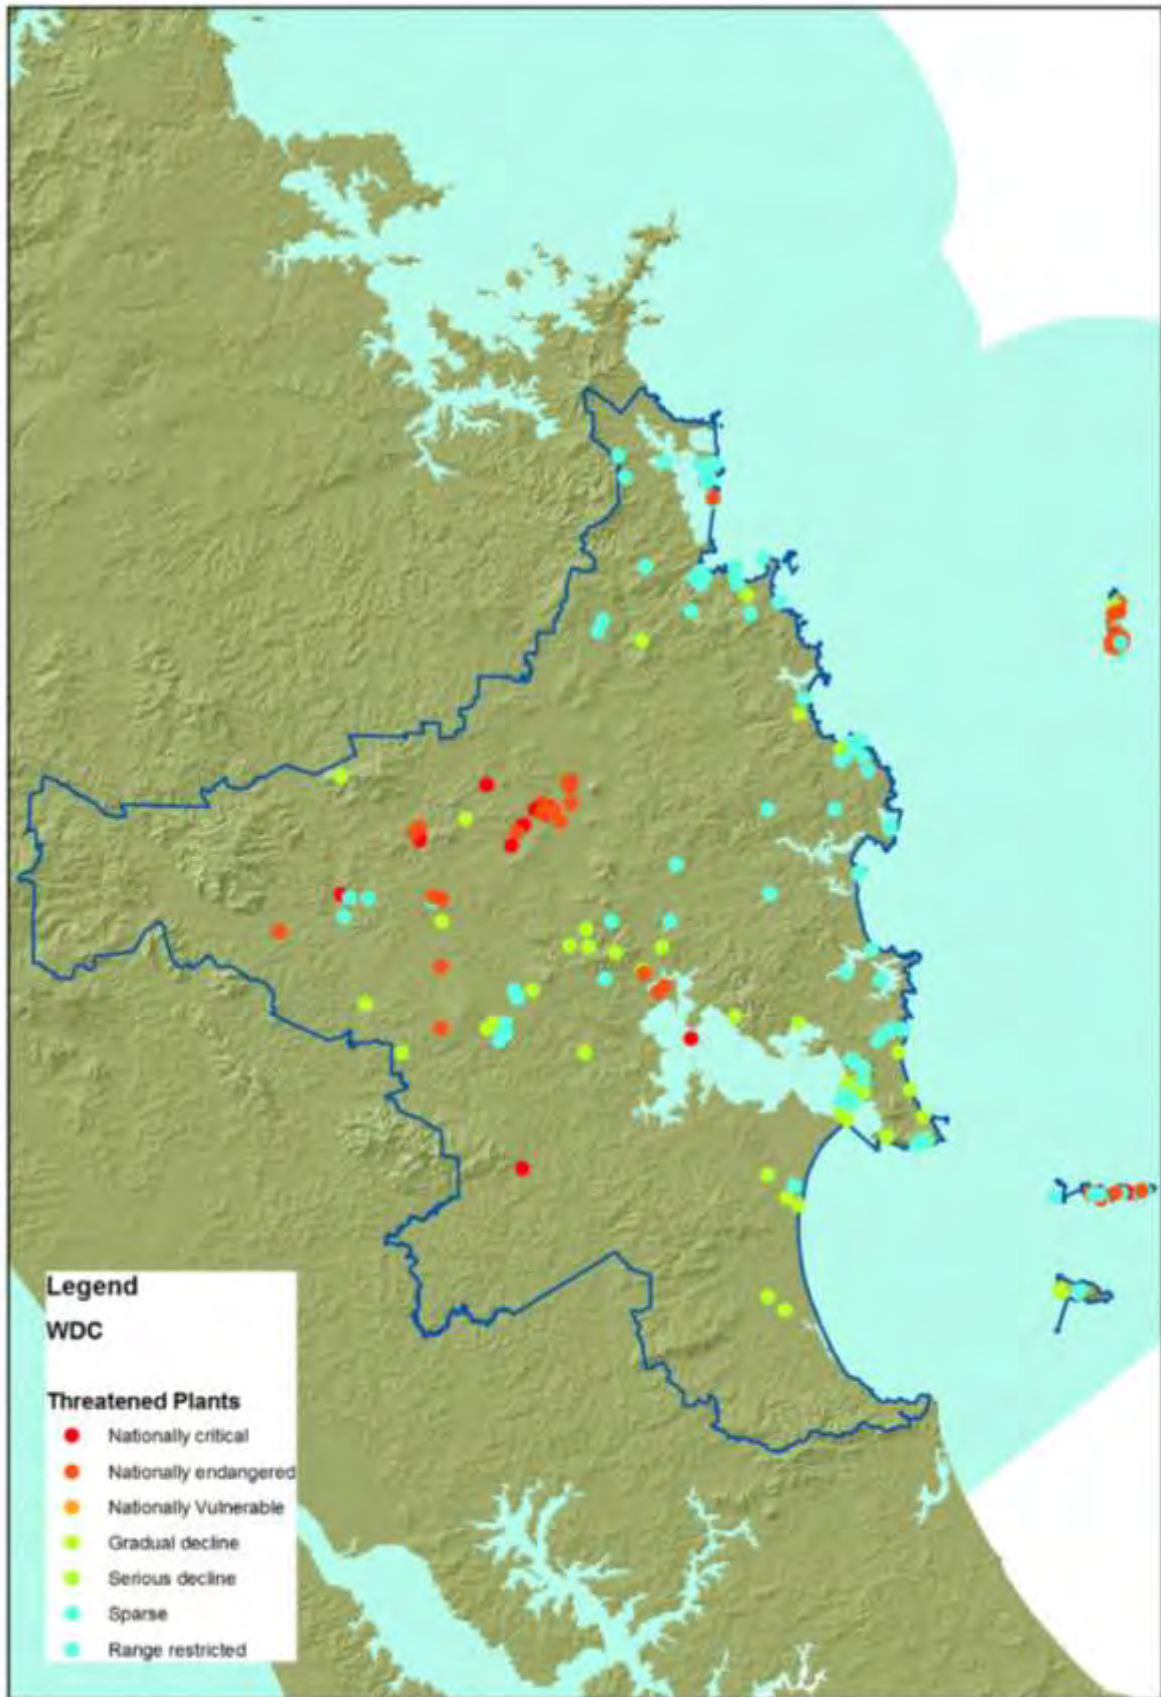 Legend
WDC
Threatened Plants
Nationally critical
Nationally endangered
Nationally Vulnerable
Gradual decline
Serious decline
Sparse
Range restricted